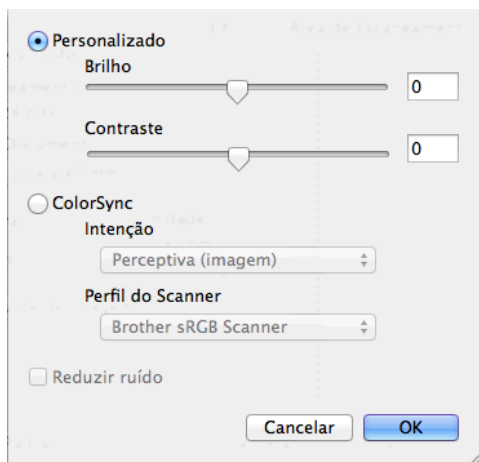 Personalizado
Brilho
0
Contraste
0
ColorSync
Intenção
Perceptiva (imagem)
Perfil do Scanner
Brother sRGB Scanner
Reduzir ruído
Cancelar
OK